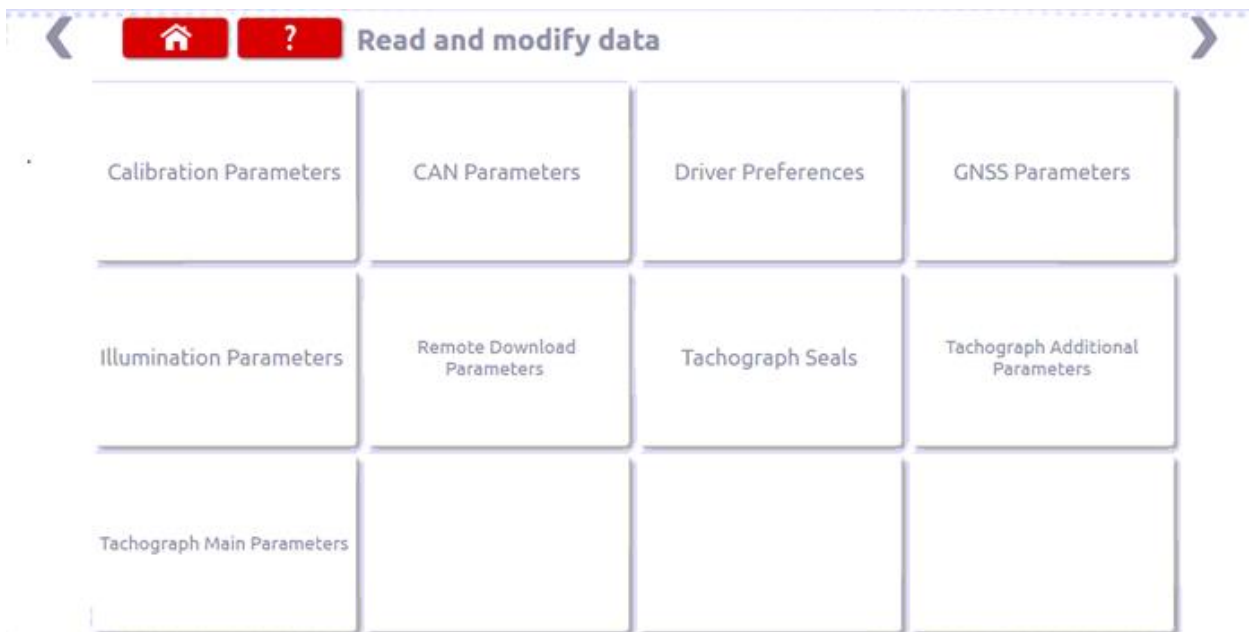 ? Read and modify data
Calibration Parameters
CAN Parameters
Driver Preferences
GNSS Parameters
Illumination Parameters
Remote Download
Parameters
Tachograph Seals
Tachograph Additional
Parameters
Tachograph Main Parameters